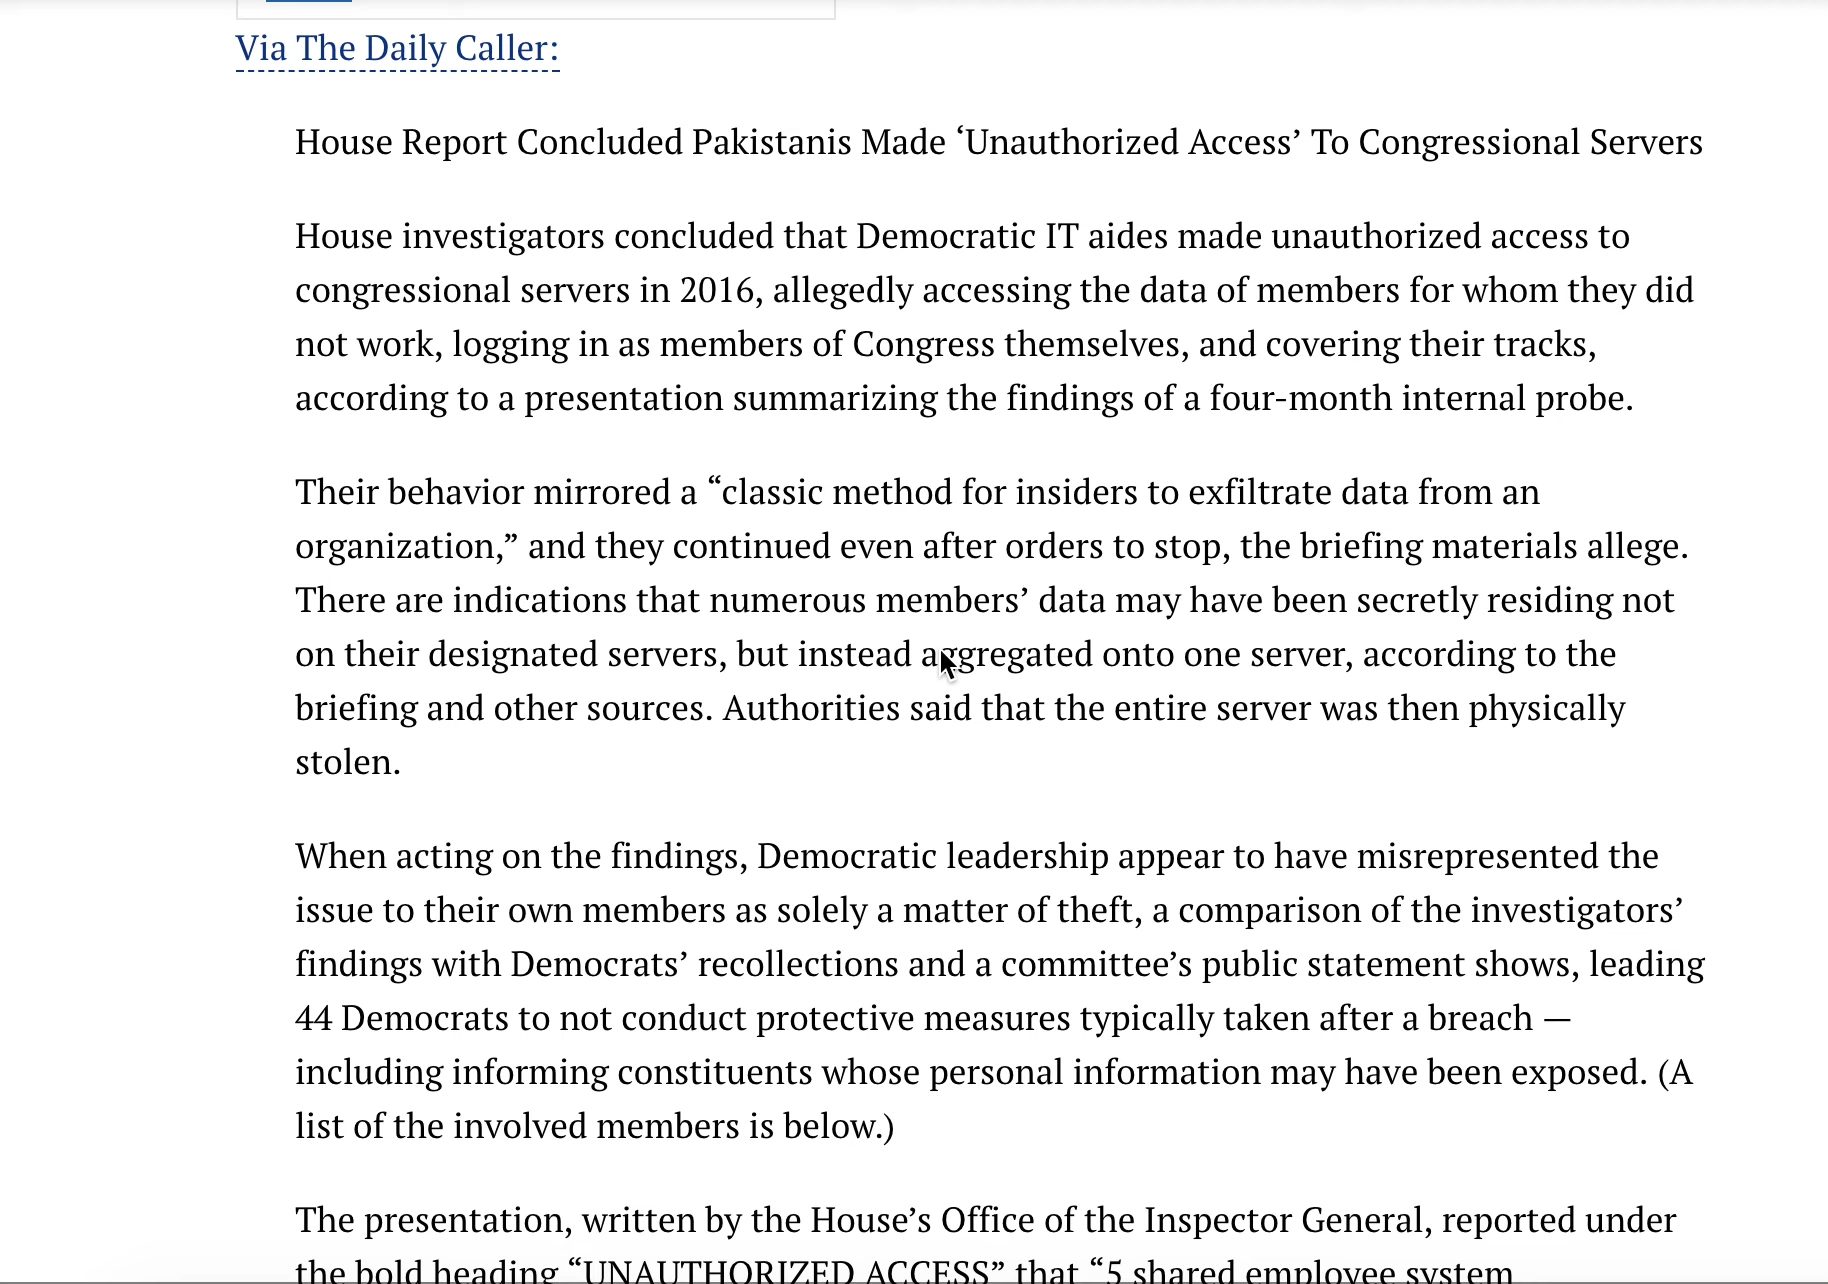 Via The Daily Caller:
House Report Concluded Pakistanis Made ‘Unauthorized Access’ To Congressional Servers
House investigators concluded that Democratic IT aides made unauthorized access to
congressional servers in 2016, allegedly accessing the data of members for whom they did
not work, logging in as members of Congress themselves, and covering their tracks,
according to a presentation summarizing the findings of a four-month internal probe.
Their behavior mirrored a “classic method for insiders to exfiltrate data from an
organization,” and they continued even after orders to stop, the briefing materials allege.
There are indications that numerous members’ data may have been secretly residing not
on their designated servers, but instead aggregated onto one server, according to the
briefing and other sources. Authorities said that the entire server was then physically
stolen.
When acting on the findings, Democratic leadership appear to have misrepresented the
issue to their own members as solely a matter of theft, a comparison of the investigators’
findings with Democrats’ recollections and a committee’s public statement shows, leading
44 Democrats to not conduct protective measures typically taken after a breach —
including informing constituents whose personal information may have been exposed. (A
list of the involved members is below.)
The presentation, written by the House’s Office of the Inspector General, reported under
the bold heading “UNAUTHORIZED ACCESS” that “5 shared employee system